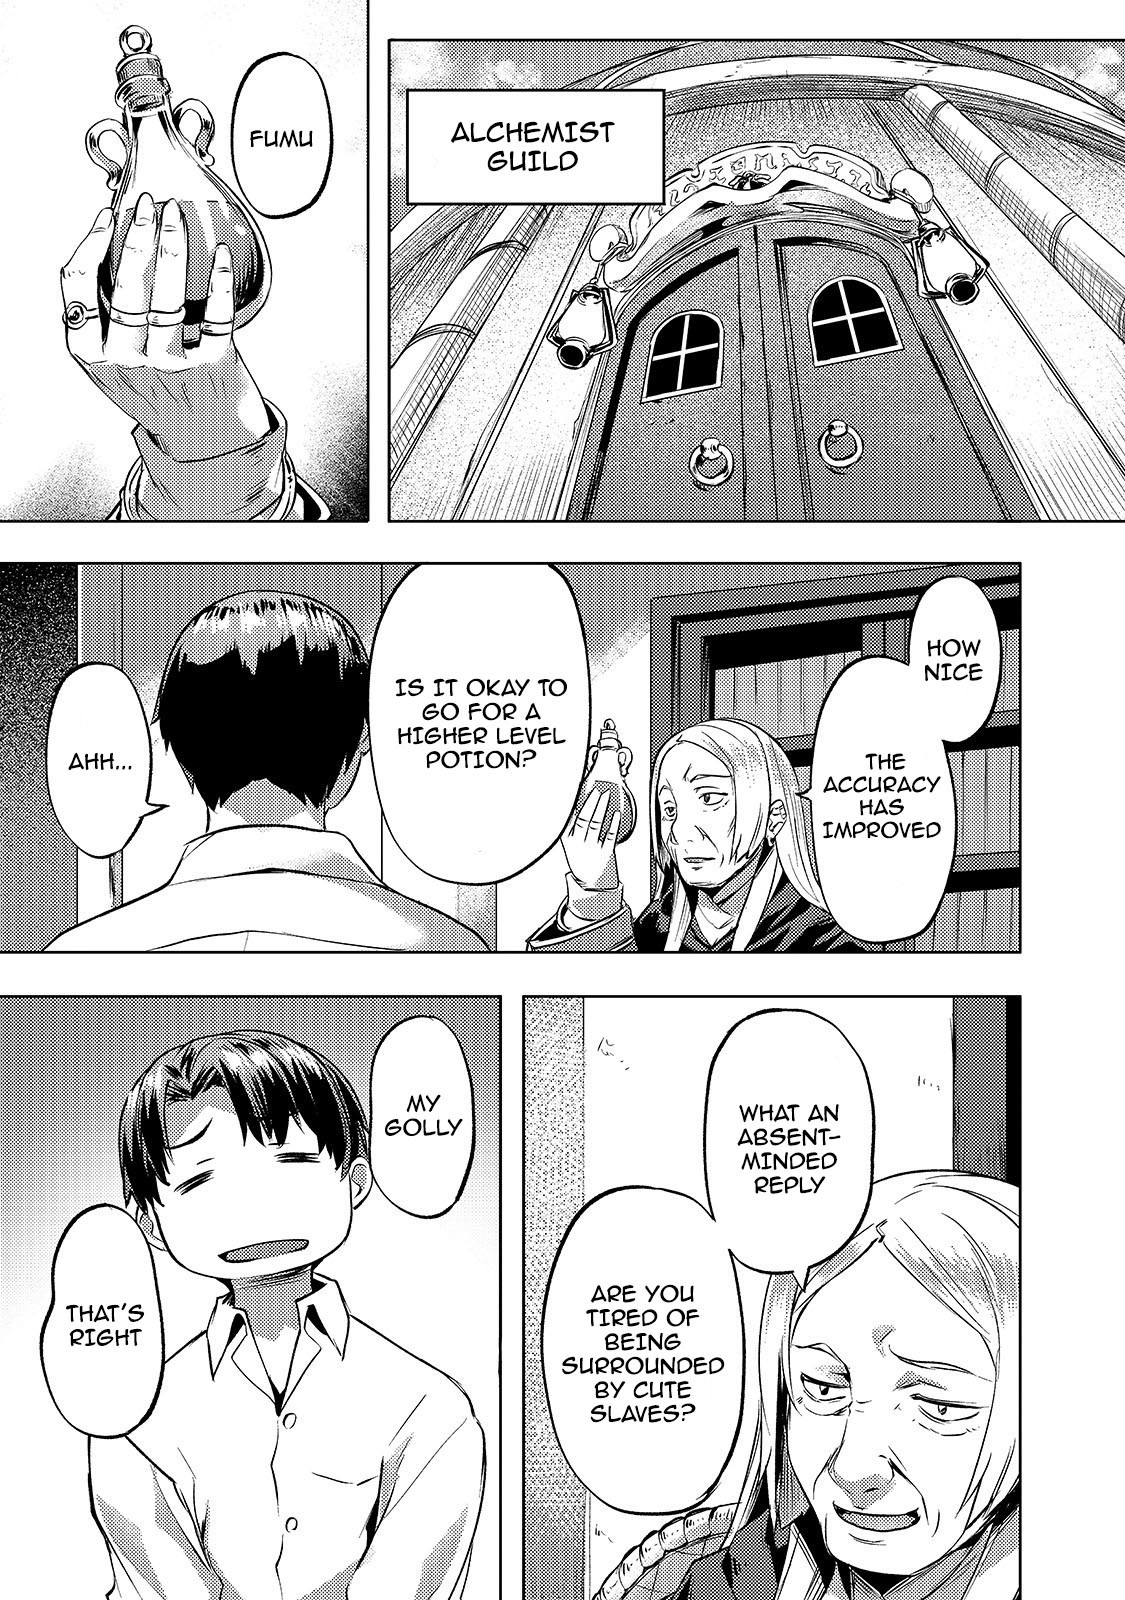 ALCHEMIST
GUILD
FUMU
HOW
NICE
THE
ACCURACY
HAS
IMPROVED
IS IT OKAY TO
GO FOR A
HIGHER LEVEL
POTION?
AHH...
WHAT AN
ABSENT-
MINDED
REPLY
ARE YOU
TIRED OF
BEING
SURROUNDED
BY CUTE
SLAVES?
MY
GOLLY
THAT'S
RIGHT